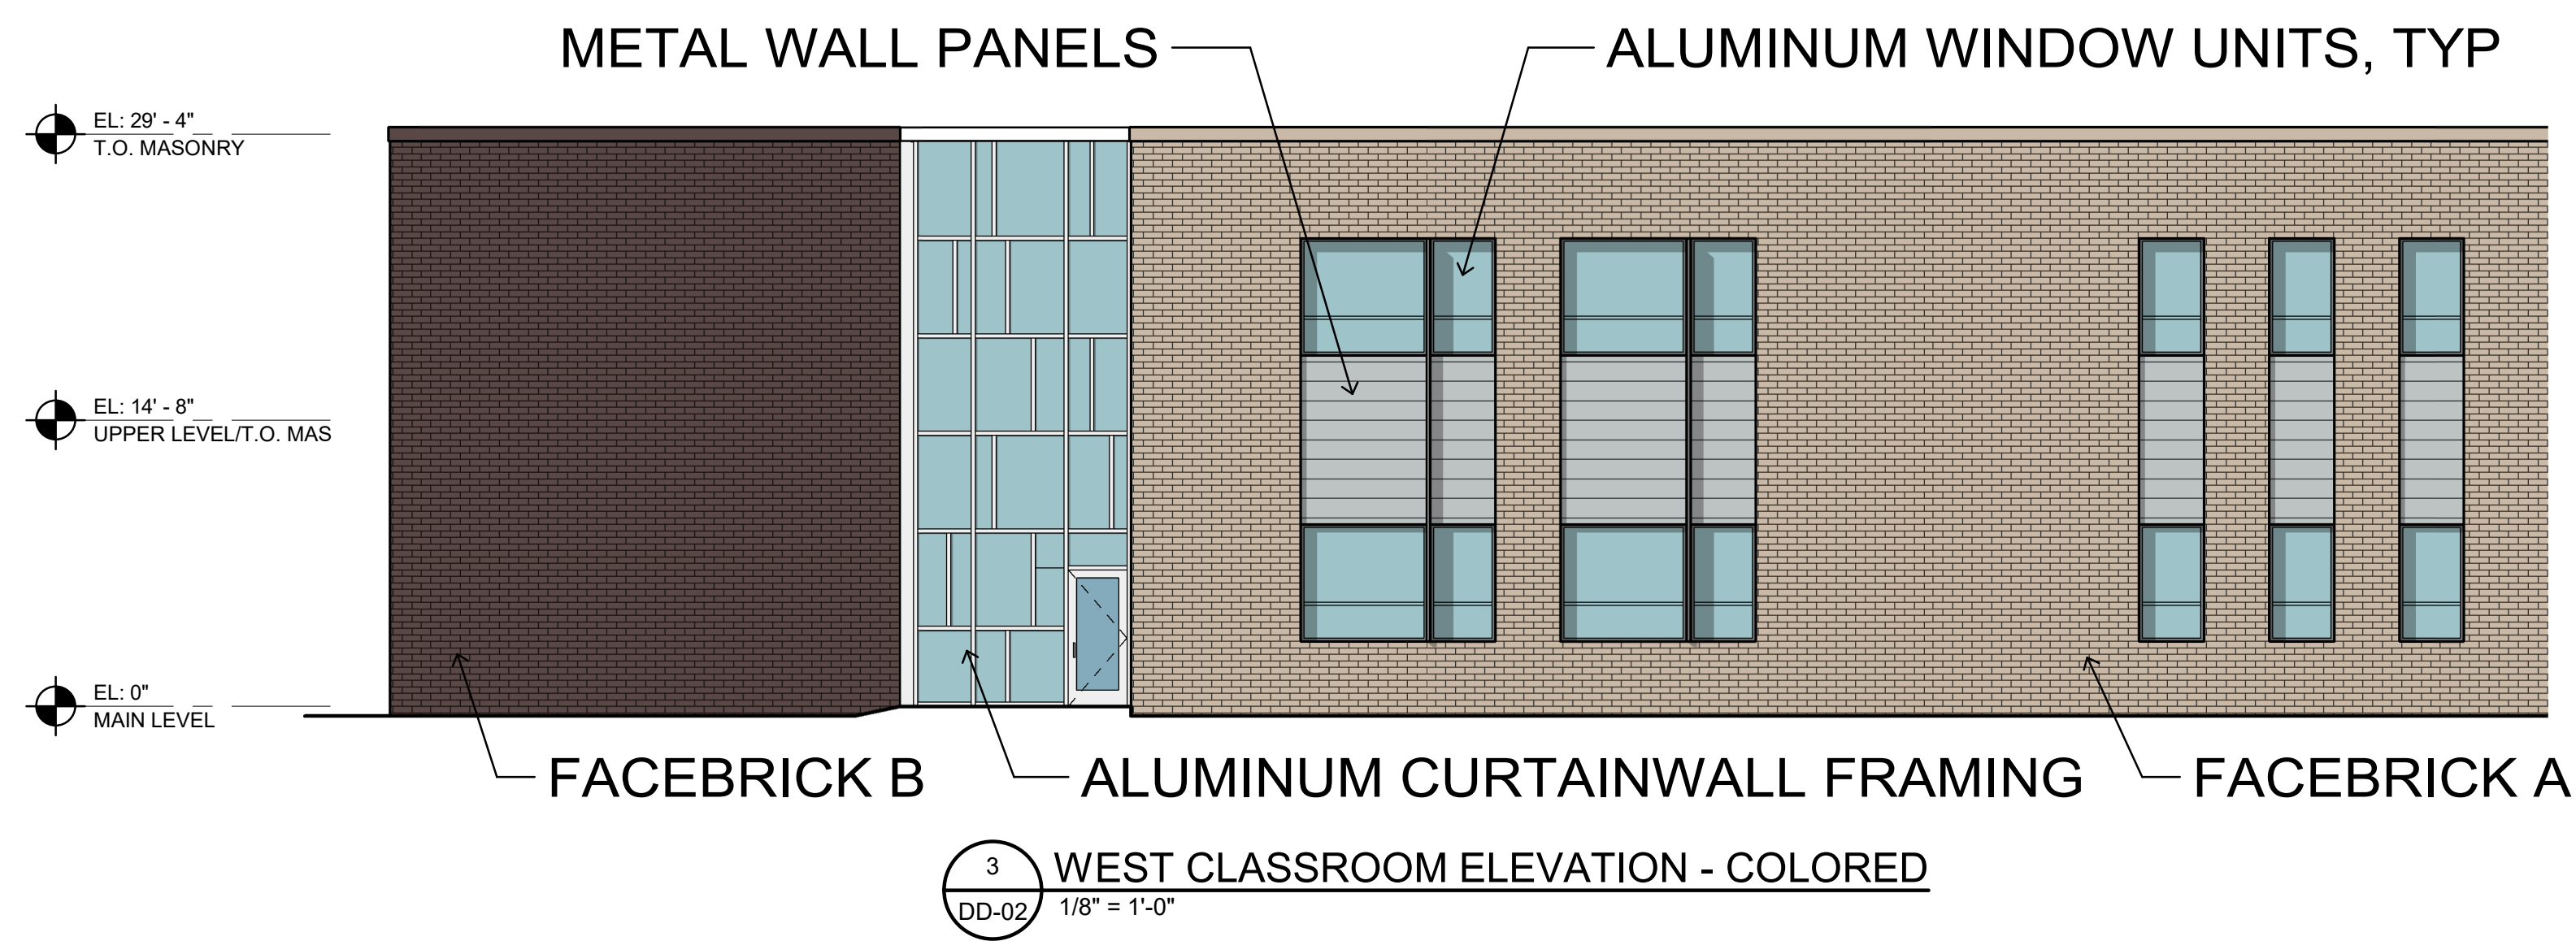 METAL WALL PANELS
ALUMINUM WINDOW UNITS, TYP
EL: 29' - 4"
T.O. MASONRY
EL: 14' - 8"
UPPER LEVEL/T.O. MAS
EL: 0"
MAIN LEVEL
FACEBRICK B
ALUMINUM CURTAINWALL FRAMING
FACEBRICK A
3
DD-02
WEST CLASSROOM ELEVATION - COLORED
1/8" = 1'-0"